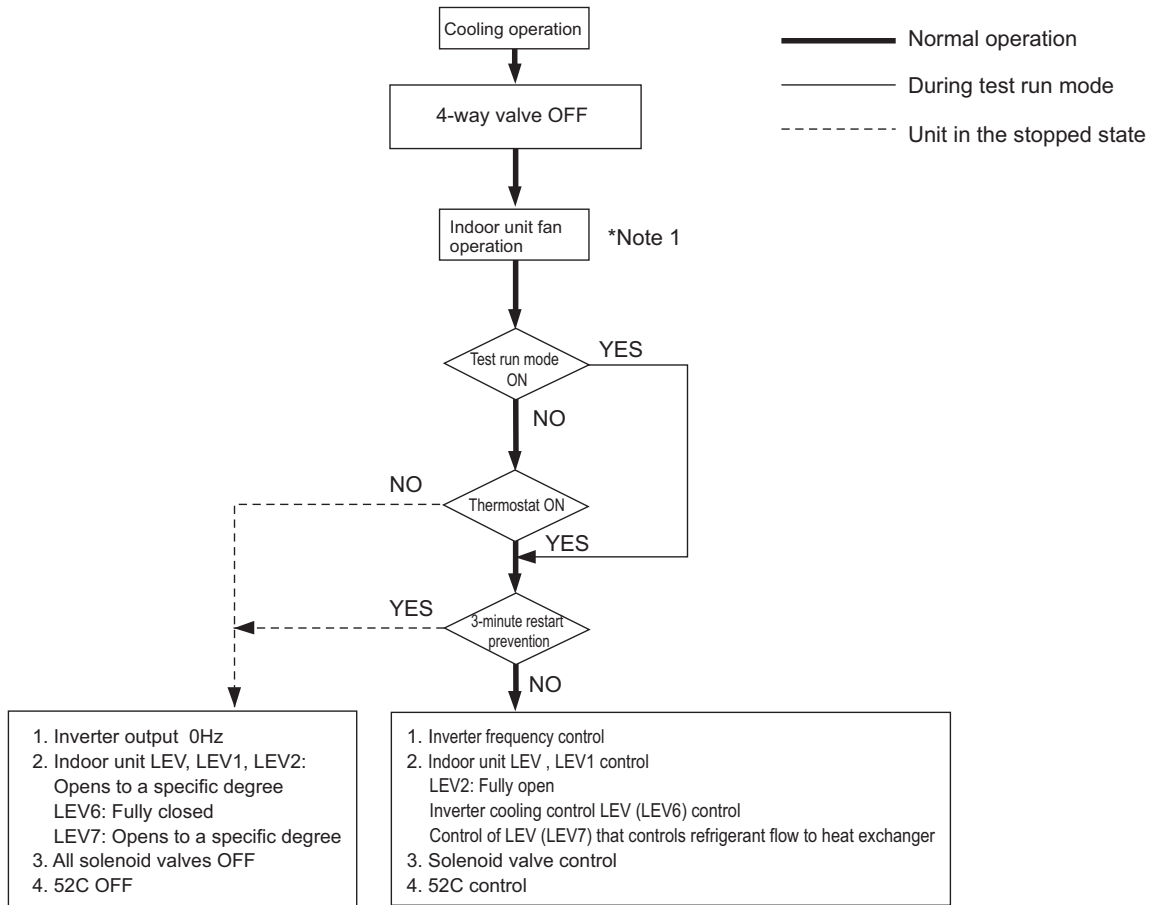 Cooling operation
Normal operation
During test run mode
Unit in the stopped state
4-way valve OFF
Indoor unit fan
operation
*Note 1
Test run mode
ON
YES
NO
NO
Thermostat ON
YES
YES
3-minute restart
prevention
NO
1. Inverter output 0Hz
2. Indoor unit LEV, LEV1, LEV2:
Opens to a specific degree
LEV6: Fully closed
LEV7: Opens to a specific degree
3. All solenoid valves OFF
4. 52C OFF
1. Inverter frequency control
2. Indoor unit LEV , LEV1 control
LEV2: Fully open
Inverter cooling control LEV (LEV6) control
Control of LEV (LEV7) that controls refrigerant flow to heat exchanger
3. Solenoid valve control
4. 52C control